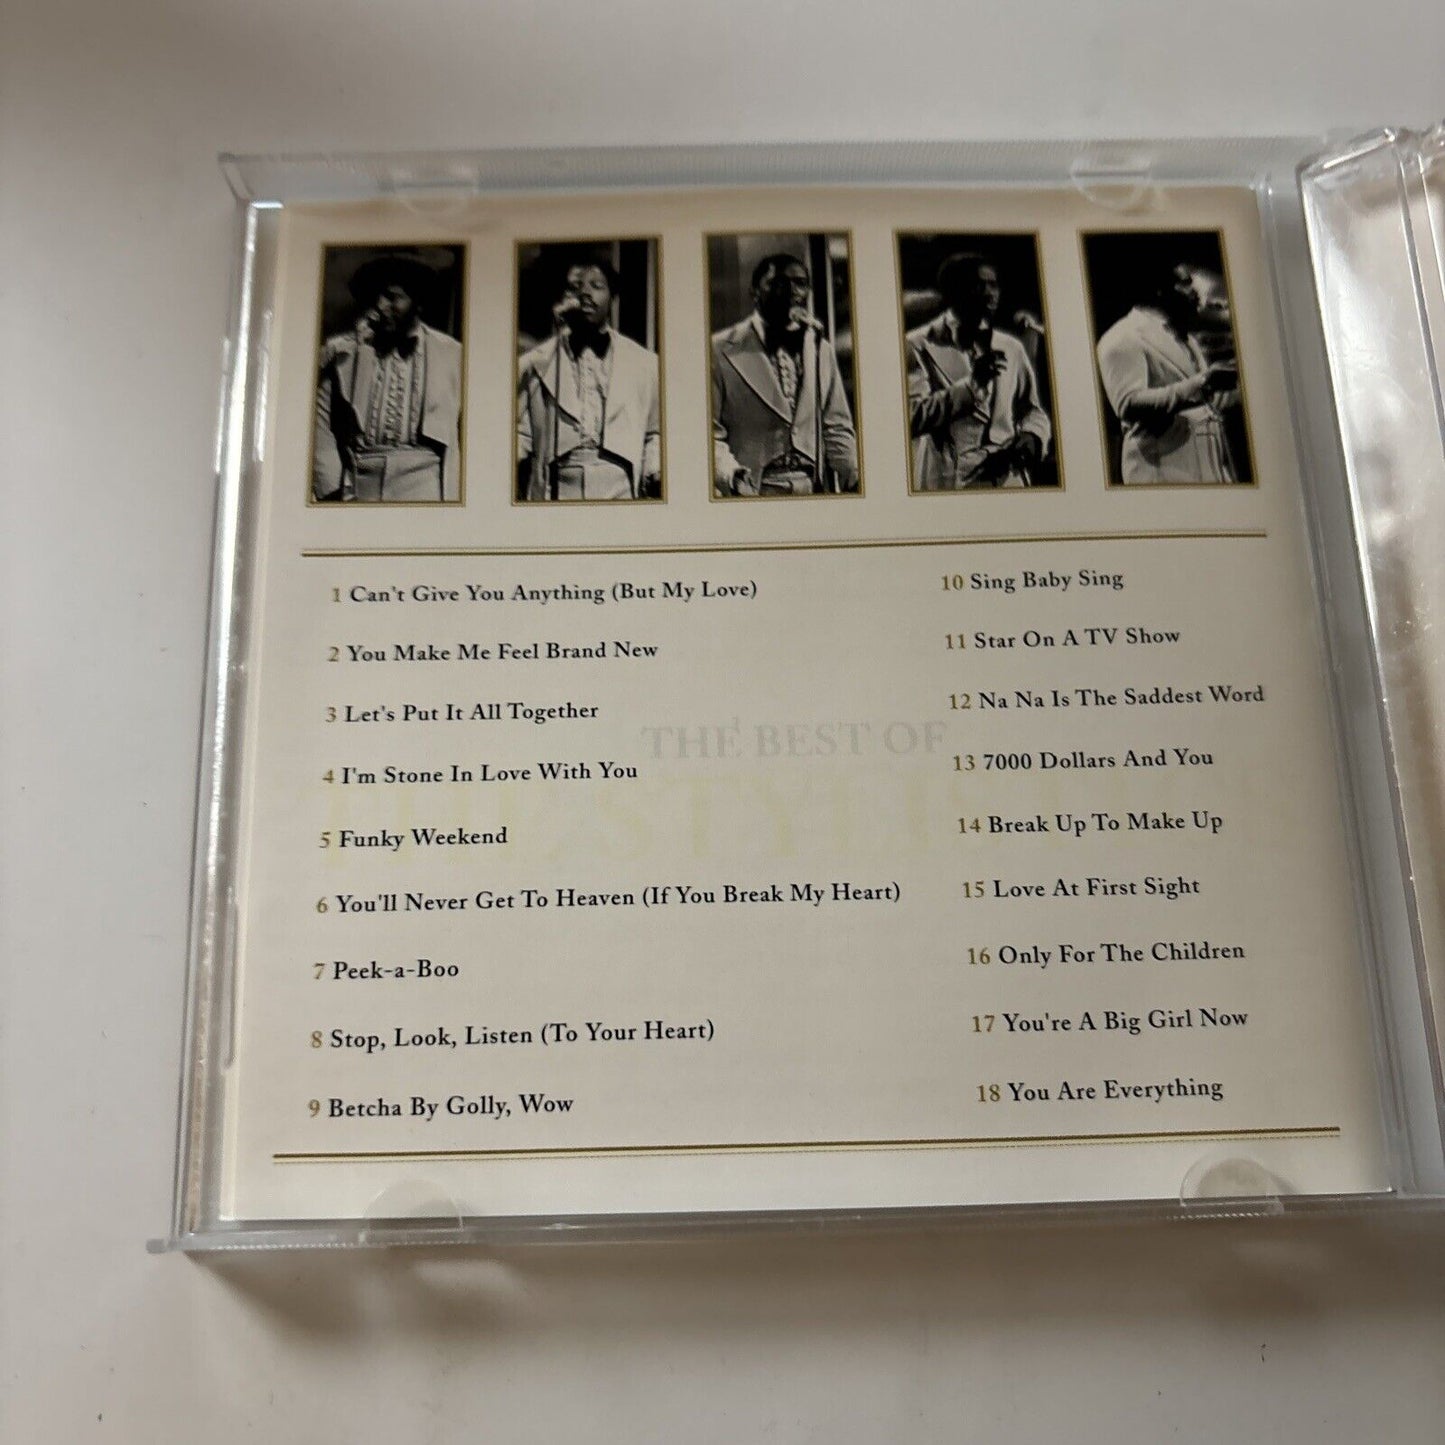 1 Can't Give You Anything (But My Love)
2 You Make Me Feel Brand New
3 Let's Put It All Together
4 I'm Stone In Love With You
5 Funky Weekend
6 You'll Never Get To Heaven (If You Break My Heart)
7 Peek-a-Boo
8 Stop, Look, Listen (To Your Heart)
9 Betcha By Golly, Wow
10 Sing Baby Sing
11 Star On A TV Show
12 Na Na Is The Saddest Word
13 7000 Dollars And You
14 Break Up To Make Up
15 Love At First Sight
16 Only For The Children
17 You're A Big Girl Now
18 You Are Everything
THE BEST OF